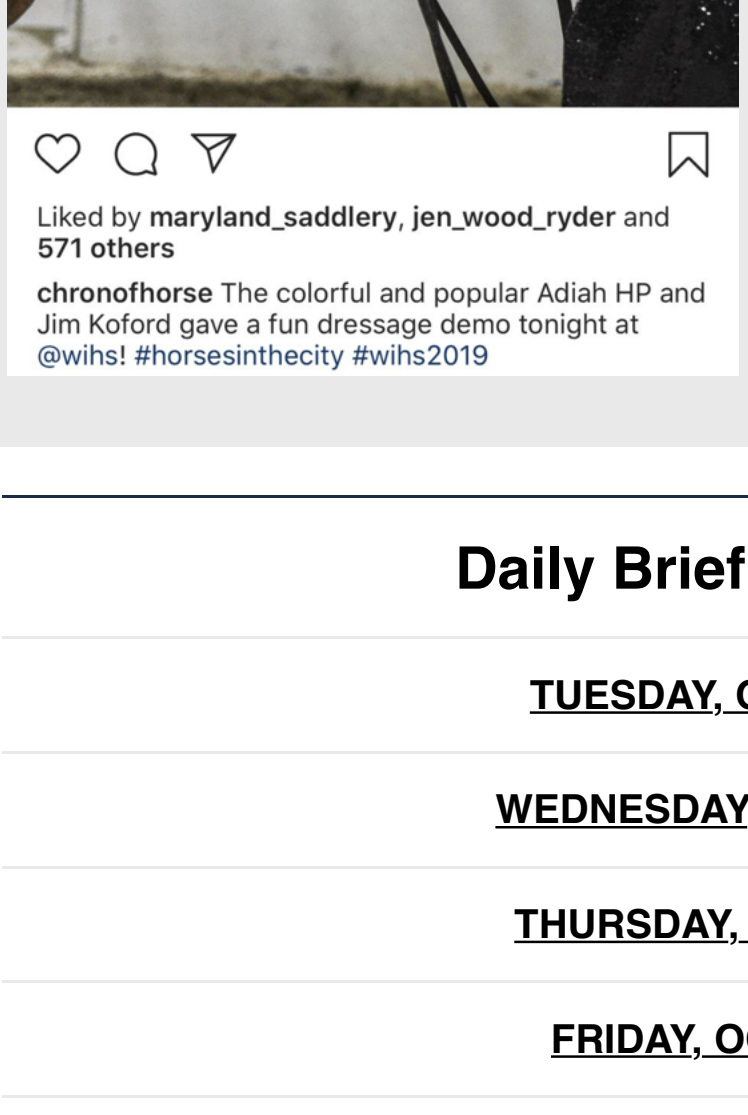 Liked by maryland_saddlery, jen_wood_ryder and
571 others
chronofhorse The colorful and popular Adiah HP and
Jim Koford gave a fun dressage demo tonight at
@wihs! #horsesinthecity #wihs2019
Daily Brief
TUESDAY,
WEDNESDAY
THURSDAY,
FRIDAY,